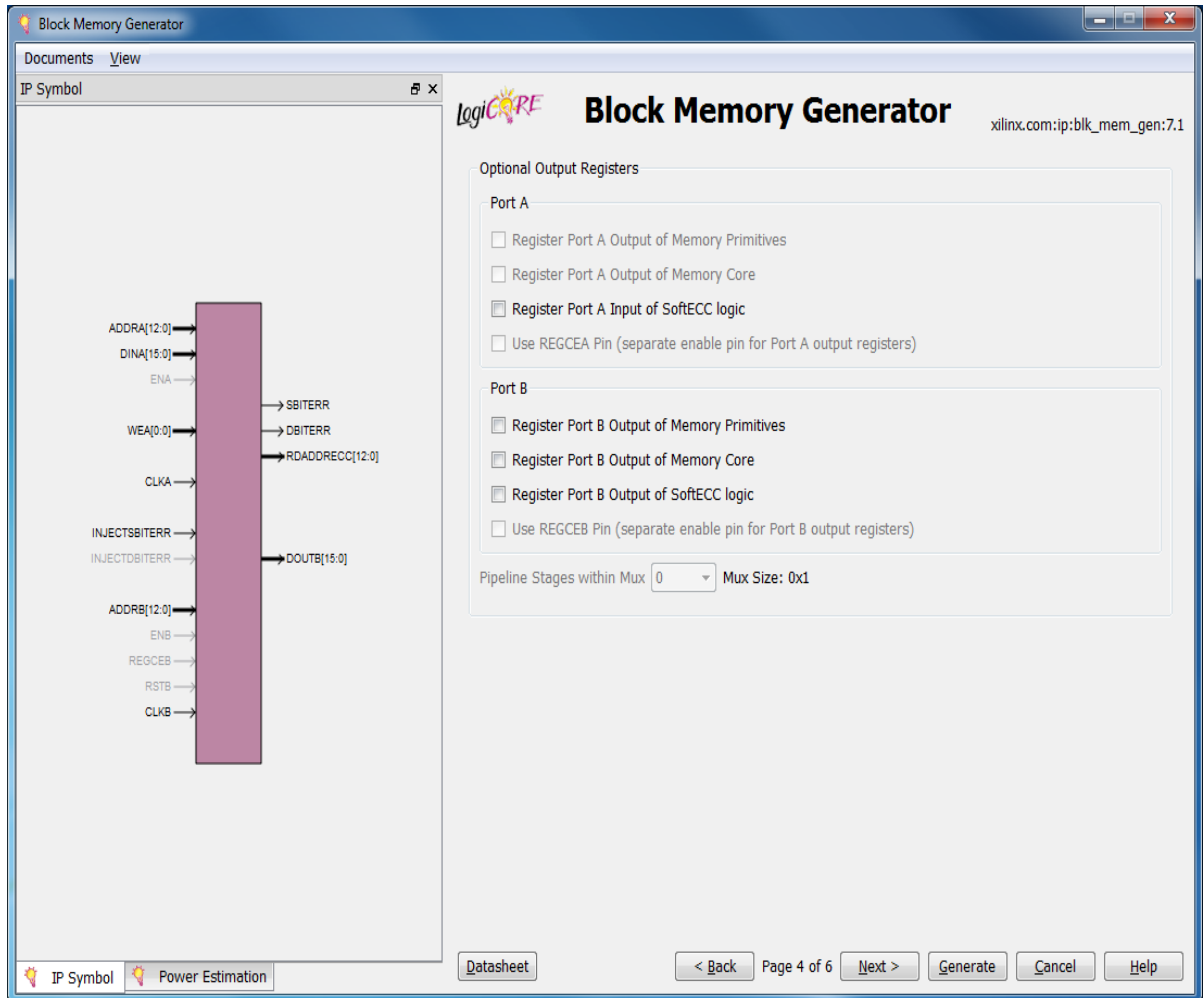 Block Memory Generator
Documents View
IP Symbol
LogiCORE
Block Memory Generator
xilinx.com:ip:blk_mem_gen:7.1
ADDRA[12:0]
DINA[15:0]
ENA
WEA[0:0]
CLKA
INJECTSBITERR
INJECTDBITERR
ADDRB[12:0]
ENB
REGCEB
RSTB
CLKB
SBITERR
DBITERR
RDADDRECC[12:0]
DOUTB[15:0]
Optional Output Registers
Port A
Register Port A Output of Memory Primitives
Register Port A Output of Memory Core
Register Port A Input of SoftECC logic
Use REGCEA Pin (separate enable pin for Port A output registers)
Port B
Register Port B Output of Memory Primitives
Register Port B Output of Memory Core
Register Port B Output of SoftECC logic
Use REGCEB Pin (separate enable pin for Port B output registers)
Pipeline Stages within Mux 0 Mux Size: 0x1
IP Symbol Power Estimation
Datasheet < Back Page 4 of 6 Next > Generate Cancel Help